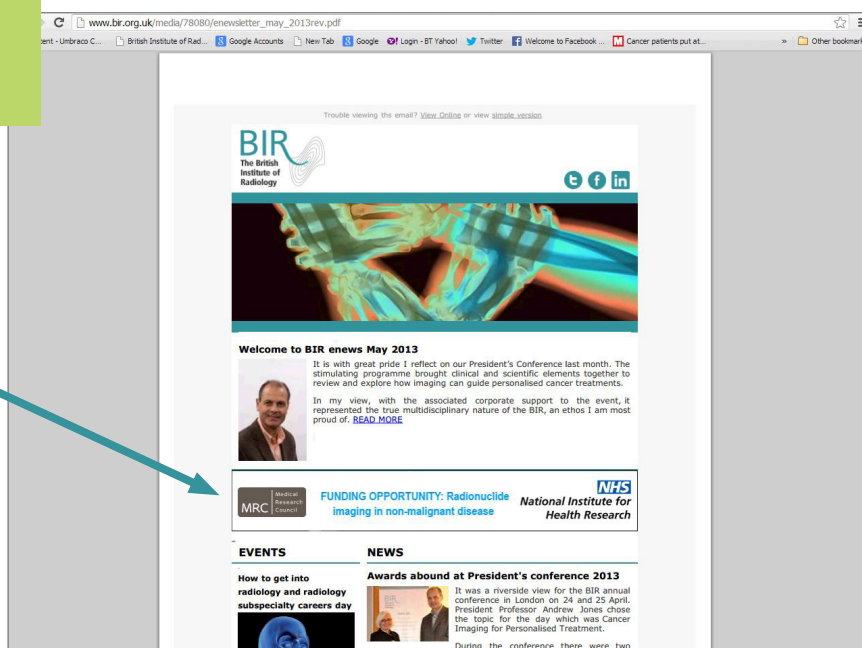 www.bir.org.uk/media/78080/enewsletter_may_2013rev.pdf
tent - Umbraco C... British Institute of Rad... Google Accounts New Tab Google Login - BT Yahoo! Twitter Welcome to Facebook ... Cancer patients put at... » Other bookmark
Trouble viewing ths email? View Online or view simple version
BIR
The British
Institute of
Radiology
Welcome to BIR enews May 2013
It is with great pride I reflect on our President's Conference last month. The
stimulating programme brought clinical and scientific elements together to
review and explore how imaging can guide personalised cancer treatments.
In my view, with the associated corporate support to the event, it
represented the true multidisciplinary nature of the BIR, an ethos I am most
proud of. READ MORE
MRC Medical
Research
Council
FUNDING OPPORTUNITY: Radionuclide
imaging in non-malignant disease
NHS
National Institute for
Health Research
EVENTS
How to get into
radiology and radiology
subspecialty careers day
NEWS
Awards abound at President's conference 2013
It was a riverside view for the BIR annual
conference in London on 24 and 25 April.
President Professor Andrew Jones chose
the topic for the day which was Cancer
Imaging for Personalised Treatment.
During the conference there were two